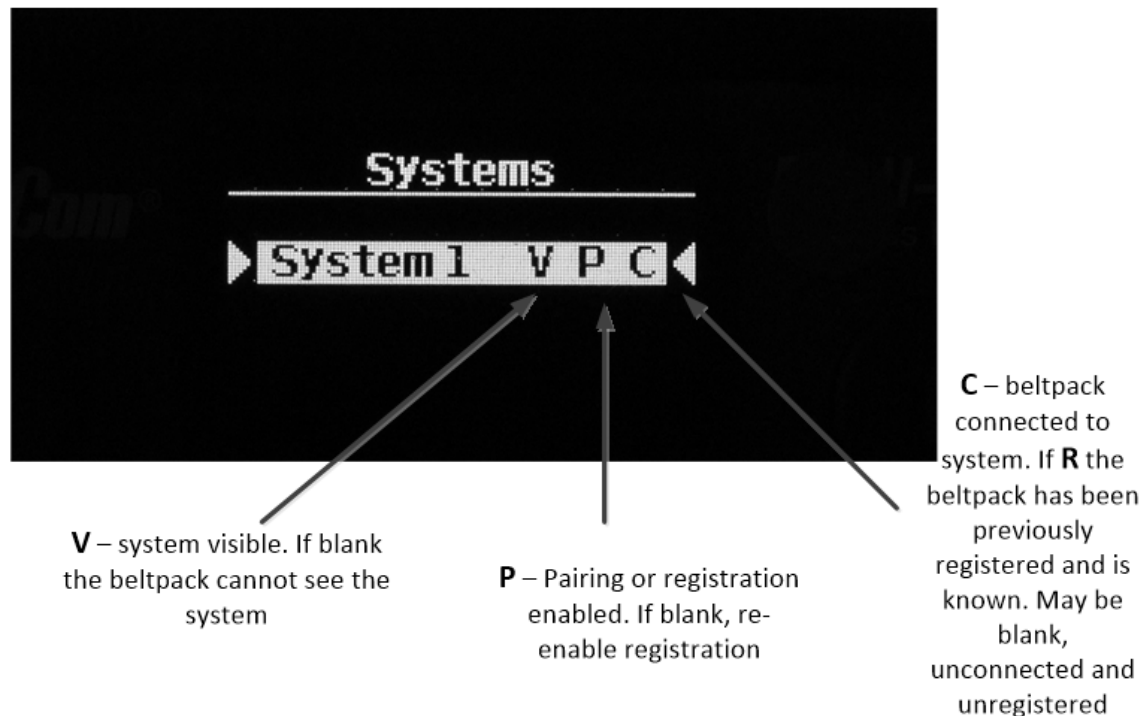 Systems
System 1 V P C
V – system visible. If blank
the beltpack cannot see the
system
P – Pairing or registration
enabled. If blank, re-
enable registration
C – beltpack
connected to
system. If R the
beltpack has been
previously
registered and is
known. May be
blank,
unconnected and
unregistered